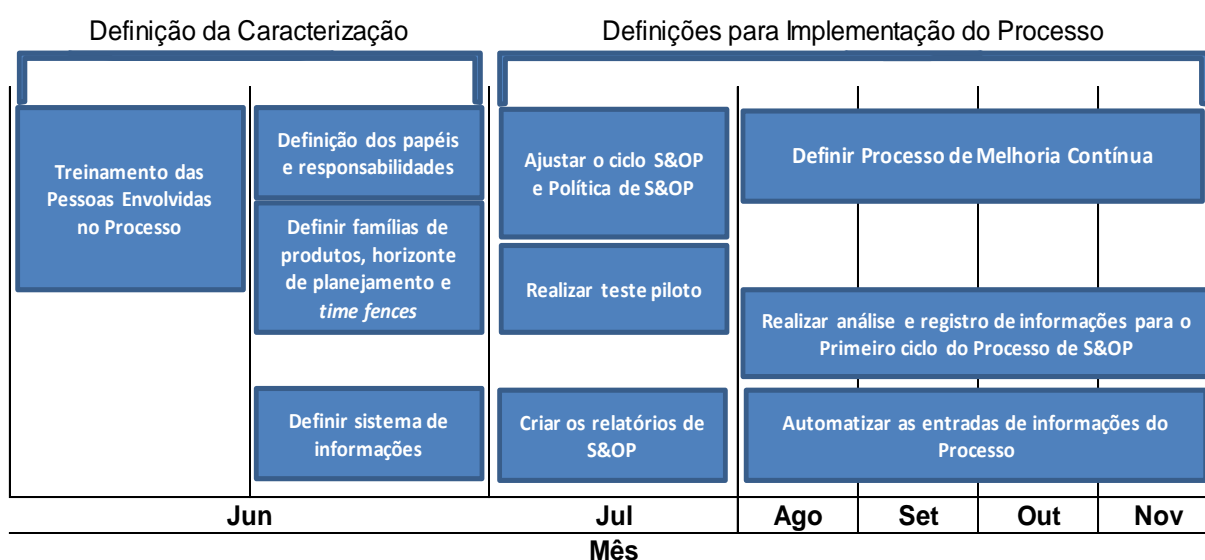 Definição da Caracterização
Definições para Implementação do Processo
Treinamento das
Pessoas Envolvidas
no Processo
Definição dos papéis
e responsabilidades
Definir famílias de
produtos, horizonte
de planejamento e
time fences
Definir sistema de
informações
Ajustar o ciclo S&OP
e Política de S&OP
Realizar teste piloto
Criar os relatórios de
S&OP
Definir Processo de Melhoria Contínua
Realizar análise e registro de informações para o
Primeiro ciclo do Processo de S&OP
Automatizar as entradas de informações do
Processo
Jun
Jul
Ago
Set
Out
Nov
Mês